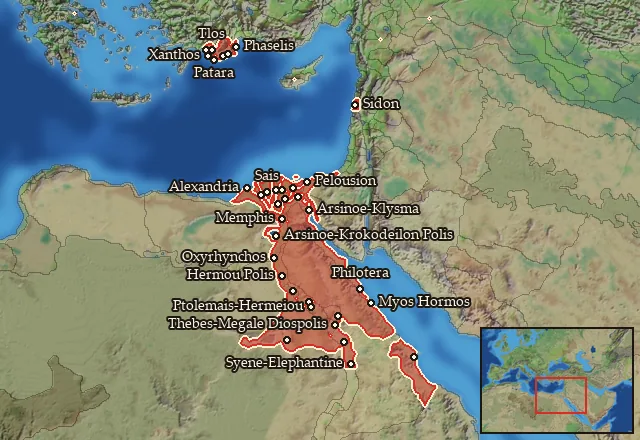 Tlos
Xanthos
Phaselis
Patara
Sidon
Sais
Alexandria
Pelousion
Arsinoe-Klysma
Memphis
Arsinoe-Krokodeilon Polis
Oxyrhynchos
Hermou Polis
Philotera
Ptolemais-Hermeiou
Myos Hormos
Thebes-Megale Diospolis
Syene-Elephantine